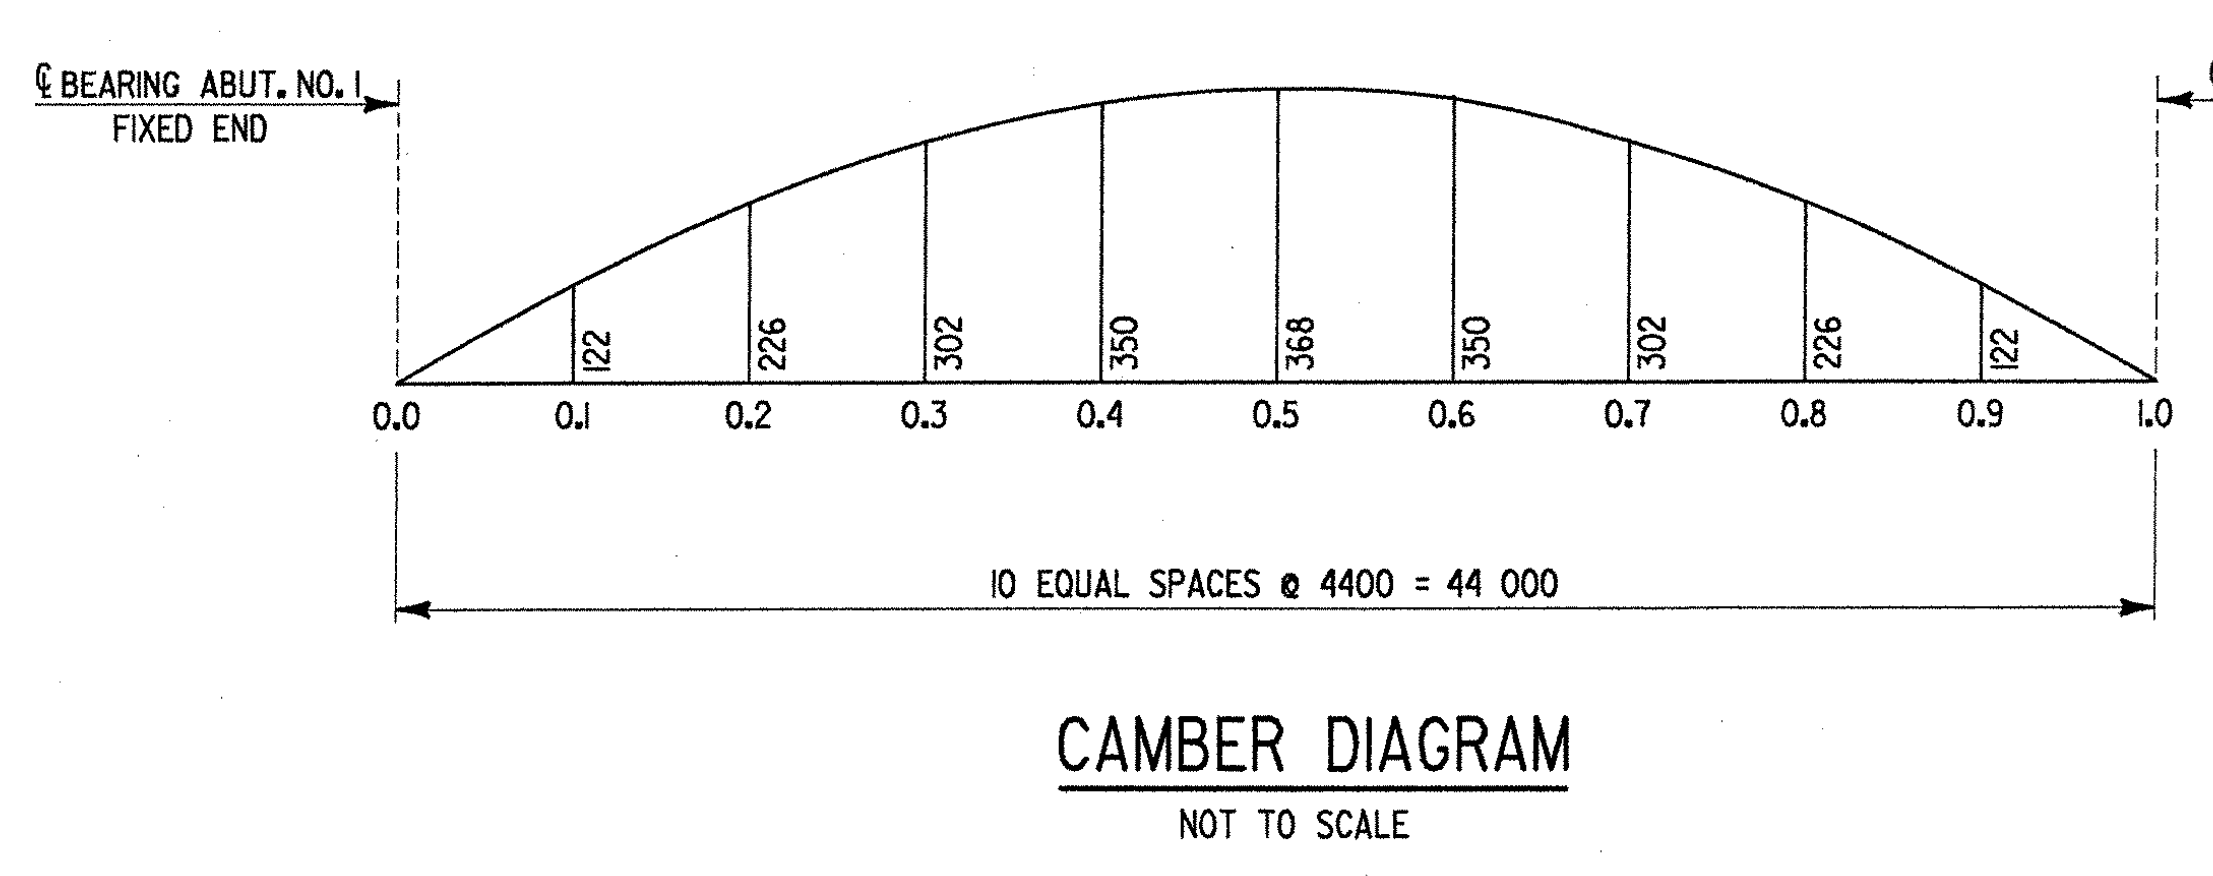 ℄ BEARING ABUT. NO. 1
FIXED END
122
226
302
350
368
350
302
226
122
0.0 0.1 0.2 0.3 0.4 0.5 0.6 0.7 0.8 0.9 1.0
10 EQUAL SPACES @ 4400 = 44 000
CAMBER DIAGRAM
NOT TO SCALE